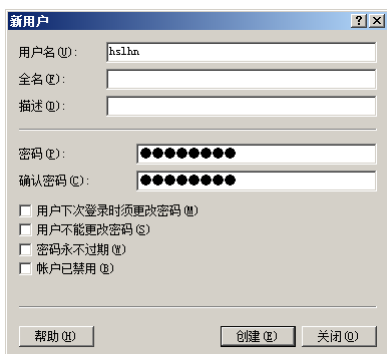 新用户
用户名(U): hslhn
全名(F):
描述(D):
密码(P): ●●●●●●●●
确认密码(C): ●●●●●●●●
用户下次登录时须更改密码(M)
用户不能更改密码(S)
密码永不过期(W)
帐户已禁用(B)
帮助(H) 创建(E) 关闭(O)